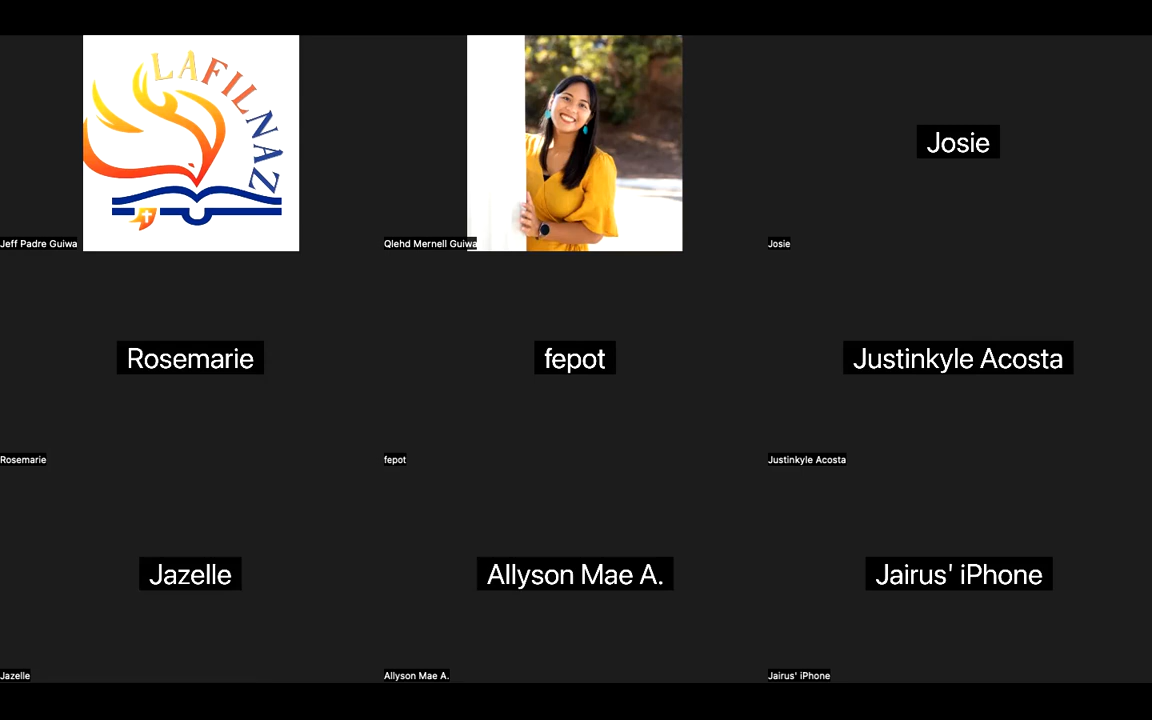 LAFILNAZ
Jeff Padre Guiwa
Qlehd Mernell Guiwa
Josie
Josie
Rosemarie
fepot
Justinkyle Acosta
Rosemarie
fepot
Justinkyle Acosta
Jazelle
Allyson Mae A.
Jairus' iPhone
Jazelle
Allyson Mae A.
Jairus' iPhone